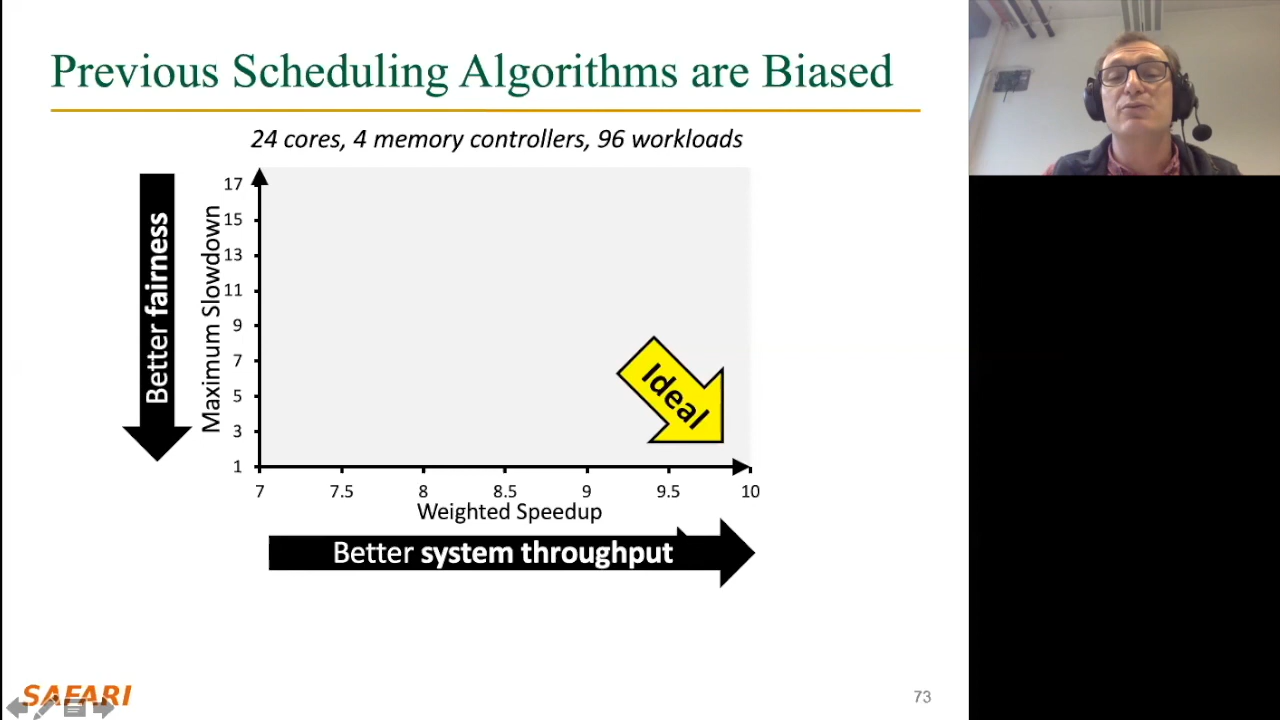 Previous Scheduling Algorithms are Biased
24 cores, 4 memory controllers, 96 workloads
Better fairness
Maximum Slowdown
17
15
13
11
9
7
5
3
1
Ideal
7 7.5 8 8.5 9 9.5 10
Weighted Speedup
Better system throughput
SAFARI
73